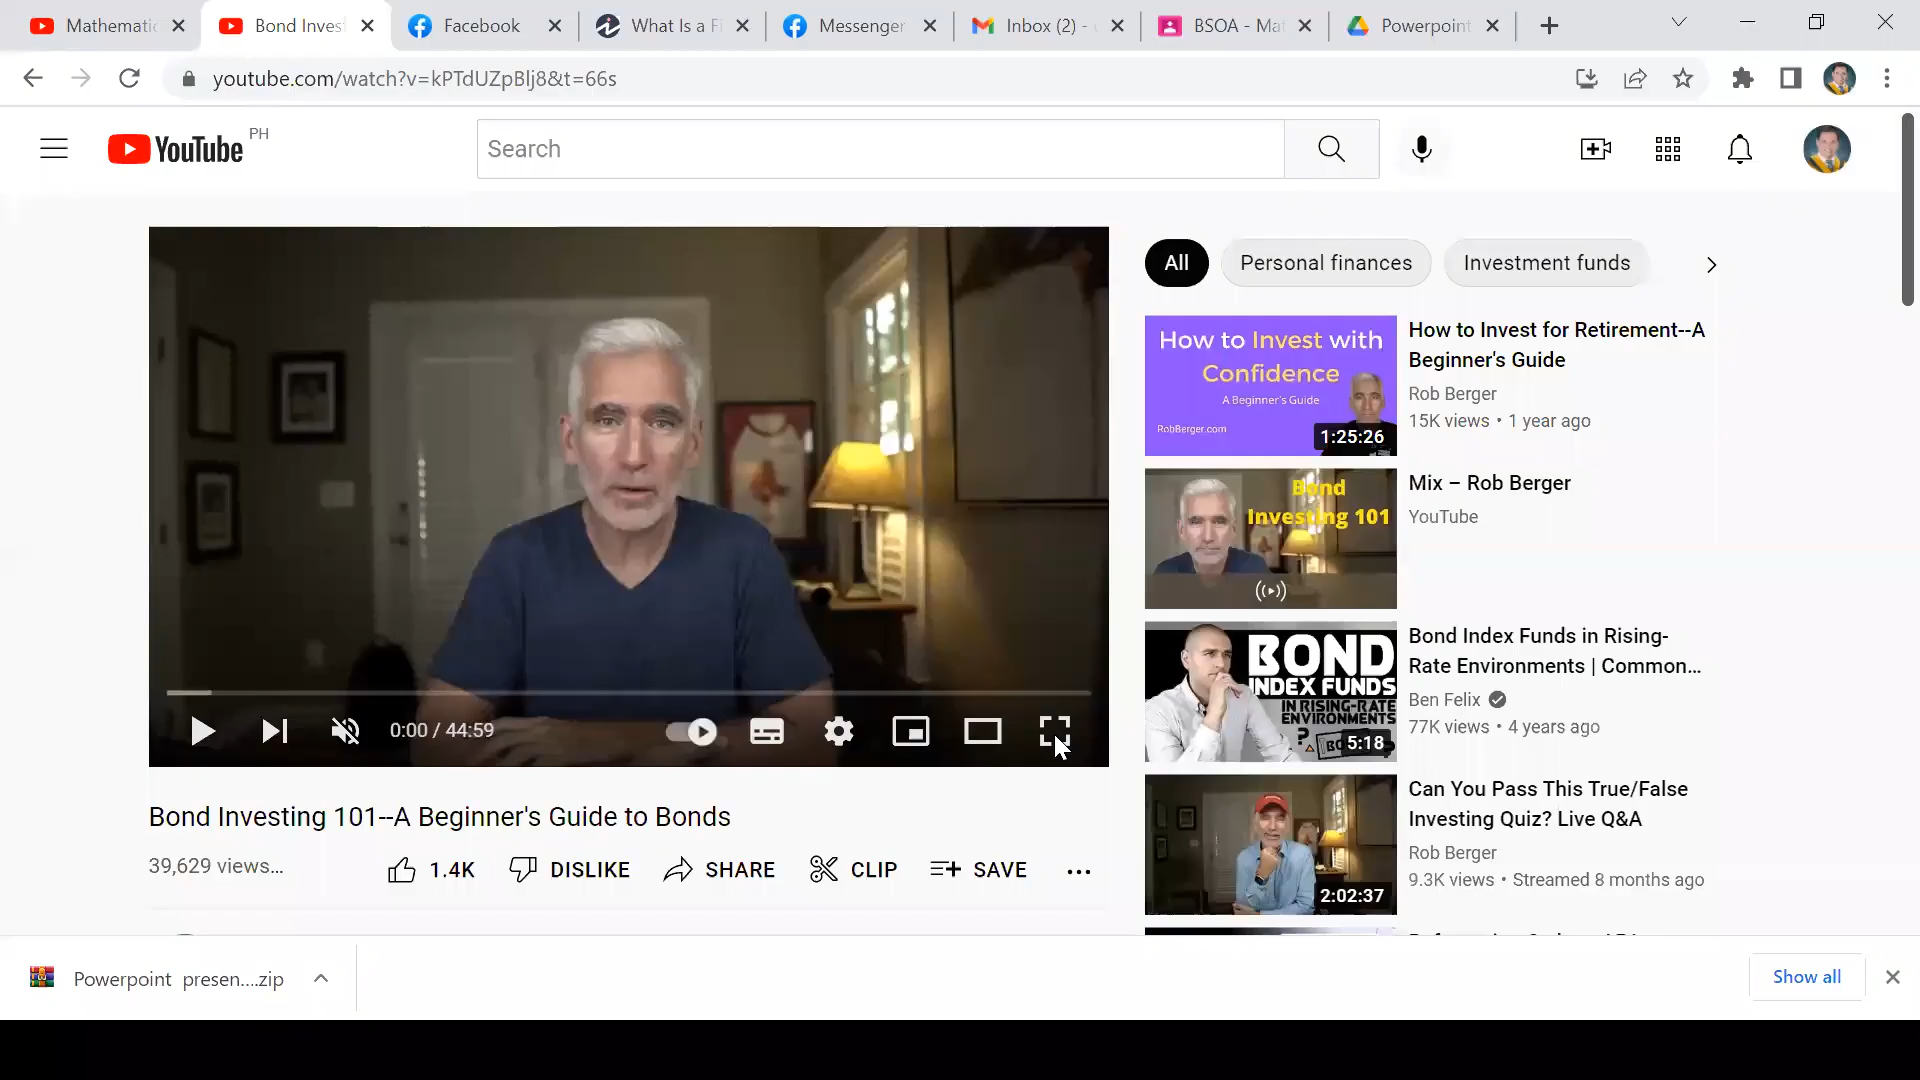 Mathematic
Bond Invest
Facebook
What Is a Fi
Messenger
Inbox (2) -
BSOA - Mat
Powerpoint
youtube.com/watch?v=kPTdUZpBlj8&t=66s
YouTube PH
Search
All
Personal finances
Investment funds
How to Invest with
Confidence
A Beginner's Guide
RobBerger.com
1:25:26
How to Invest for Retirement--A
Beginner's Guide
Rob Berger
15K views • 1 year ago
Bond
Investing 101
Mix – Rob Berger
YouTube
BOND
INDEX FUNDS
IN RISING-RATE
ENVIRONMENTS
?
5:18
Bond Index Funds in Rising-
Rate Environments | Common...
Ben Felix
77K views • 4 years ago
2:02:37
Can You Pass This True/False
Investing Quiz? Live Q&A
Rob Berger
9.3K views • Streamed 8 months ago
0:00 / 44:59
Bond Investing 101--A Beginner's Guide to Bonds
39,629 views...
1.4K
DISLIKE
SHARE
CLIP
SAVE
Powerpoint presen....zip
Show all